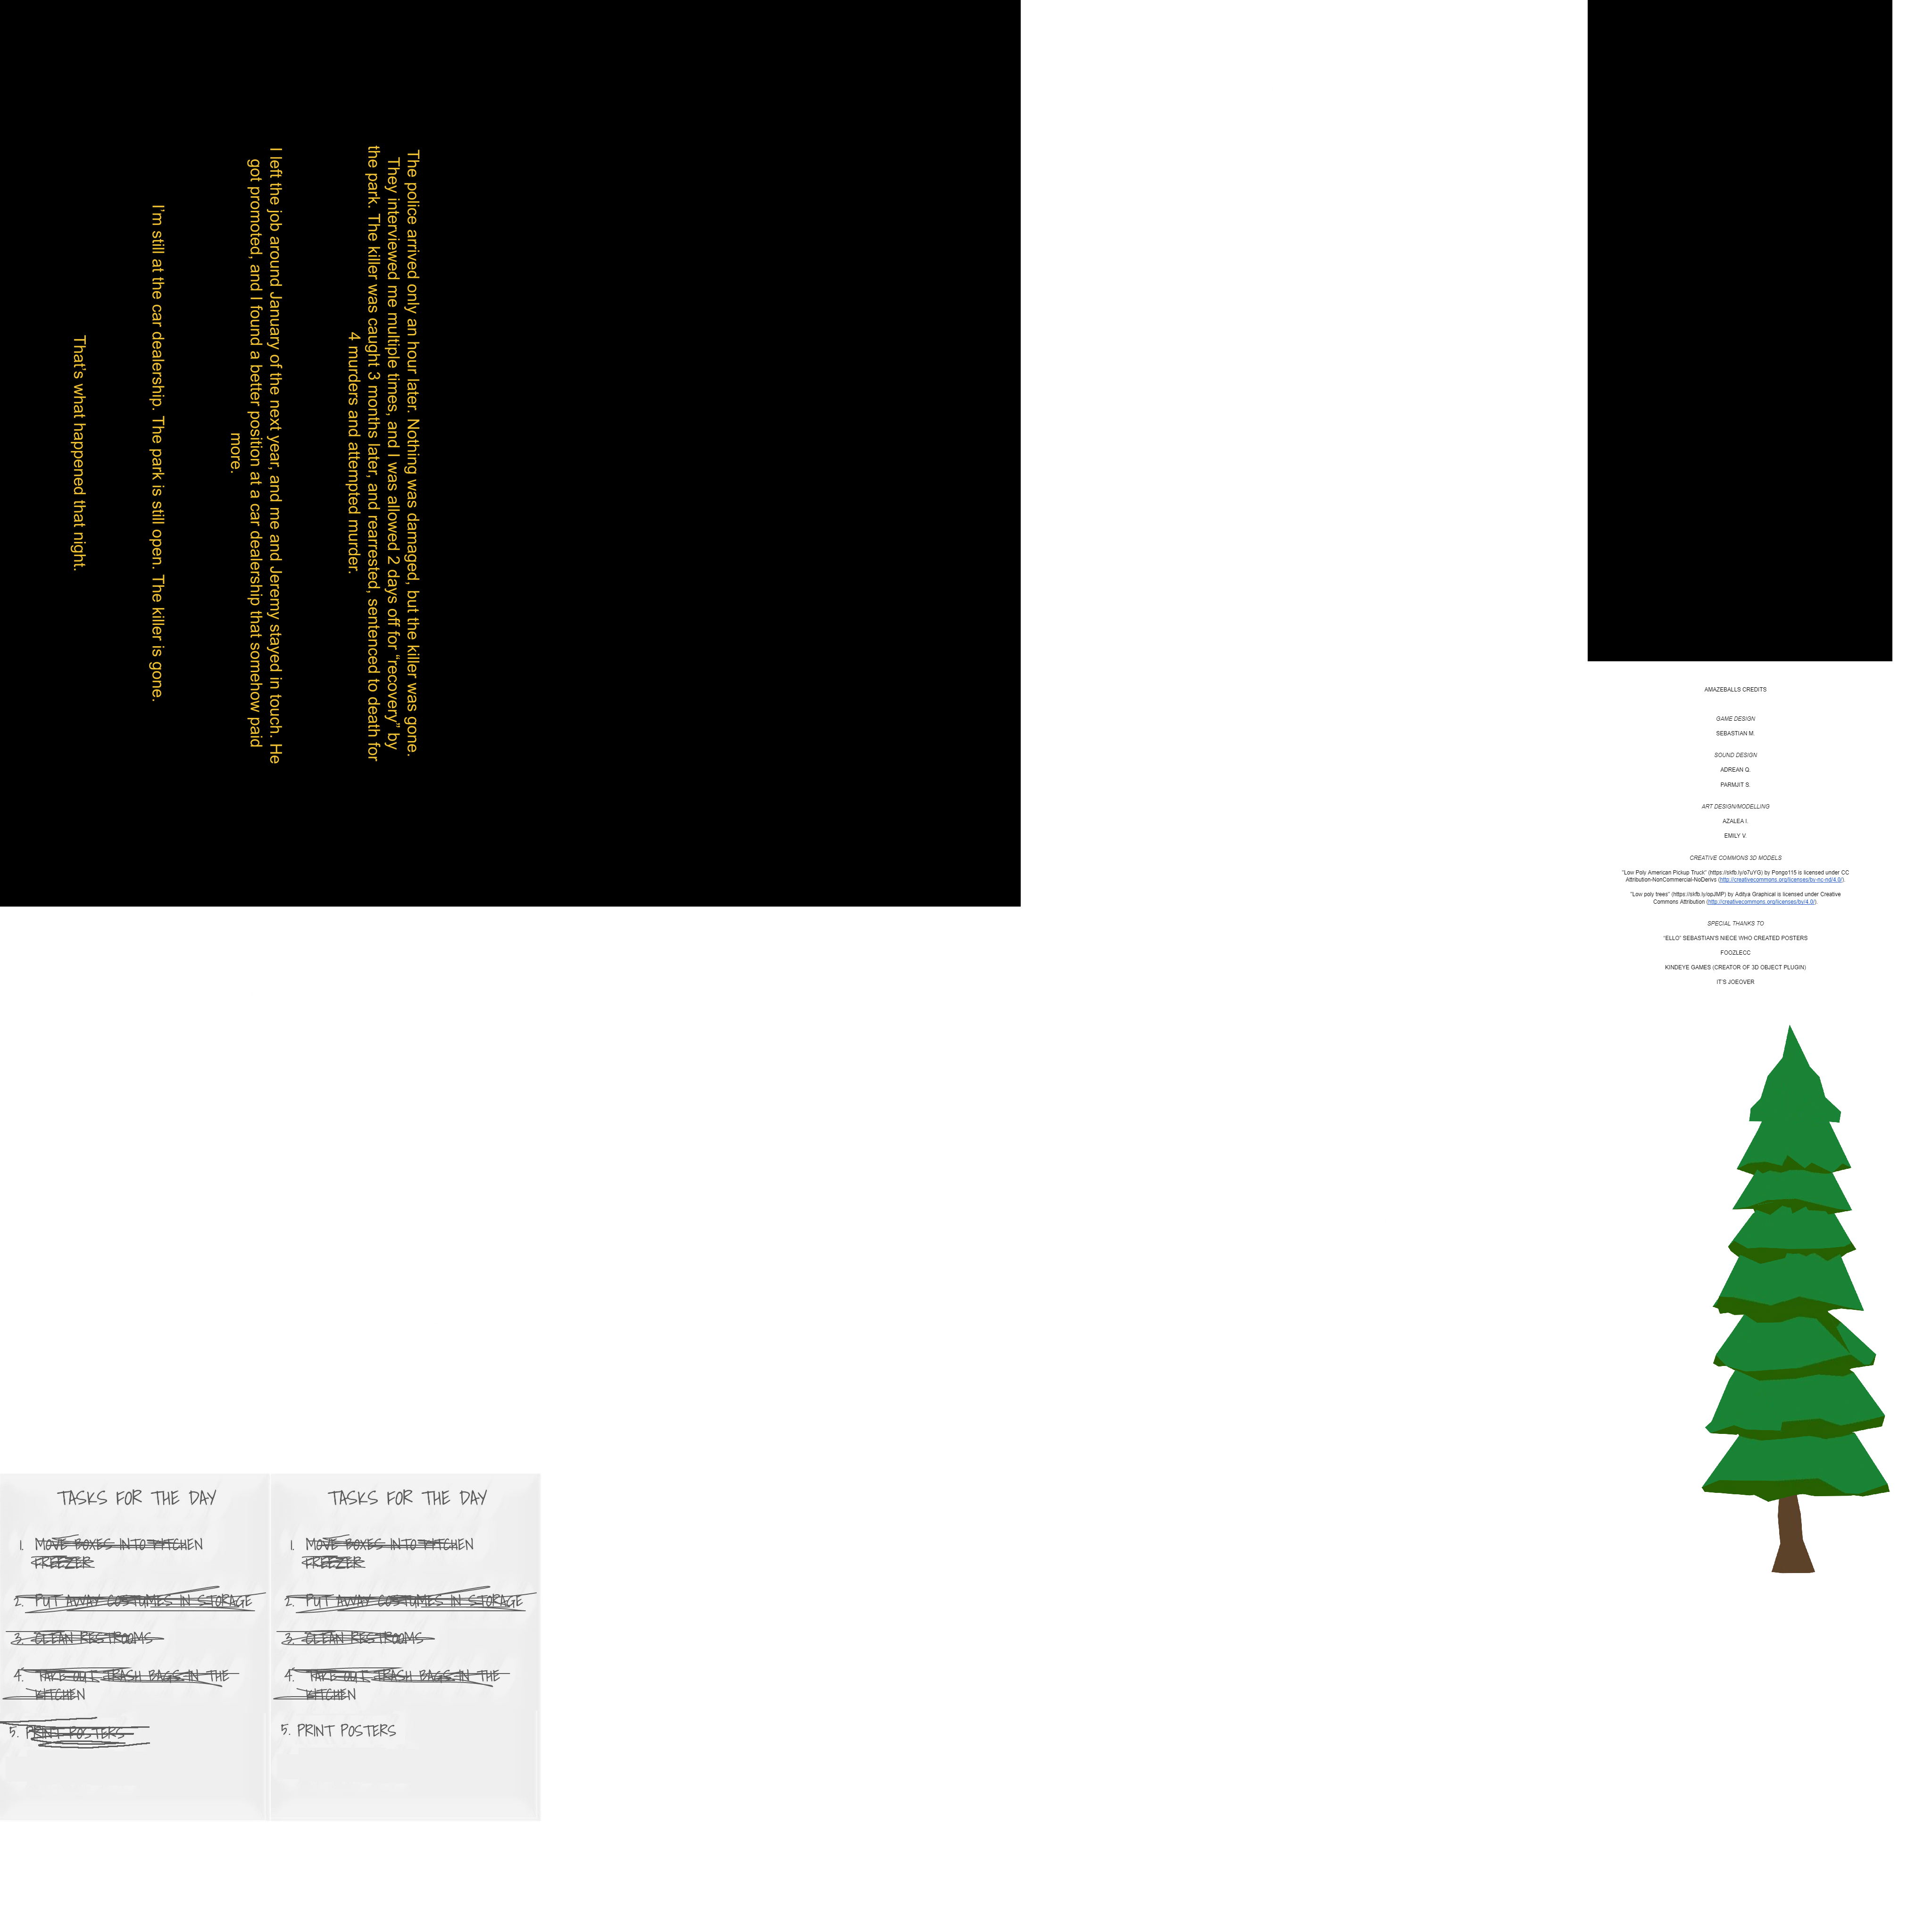 The police arrived only an hour later. Nothing was damaged, but the killer was gone.
They interviewed me multiple times, and I was allowed 2 days off for “recovery” by
the park. The killer was caught 3 months later, and rearrested, sentenced to death for
4 murders and attempted murder.
I left the job around January of the next year, and me and Jeremy stayed in touch. He
got promoted, and I found a better position at a car dealership that somehow paid
more.
I’m still at the car dealership. The park is still open. The killer is gone.
That’s what happened that night.
AMAZEBALLS CREDITS
GAME DESIGN
SEBASTIAN M.
SOUND DESIGN
ADREAN Q.
PARMJIT S.
ART DESIGN/MODELLING
AZALEA I.
EMILY V.
CREATIVE COMMONS 3D MODELS
"Low Poly American Pickup Truck" (https://skfb.ly/o7uYG) by Pongo115 is licensed under CC
Attribution-NonCommercial-NoDerivs (http://creativecommons.org/licenses/by-nc-nd/4.0/).
"Low poly trees" (https://skfb.ly/opJMP) by Aditya Graphical is licensed under Creative
Commons Attribution (http://creativecommons.org/licenses/by/4.0/).
SPECIAL THANKS TO
“ELLO” SEBASTIAN'S NIECE WHO CREATED POSTERS
FOOZLECC
KINDEYE GAMES (CREATOR OF 3D OBJECT PLUGIN)
IT'S JOEOVER
TASKS FOR THE DAY
1. MOVE BOXES INTO KITCHEN
FREEZER
2. PUT AWAY COSTUMES IN STORAGE
3. CLEAN RESTROOMS
4. TAKE OUT TRASH BAGS IN THE
KITCHEN
5. PRINT POSTERS
TASKS FOR THE DAY
1. MOVE BOXES INTO KITCHEN
FREEZER
2. PUT AWAY COSTUMES IN STORAGE
3. CLEAN RESTROOMS
4. TAKE OUT TRASH BAGS IN THE
KITCHEN
5. PRINT POSTERS